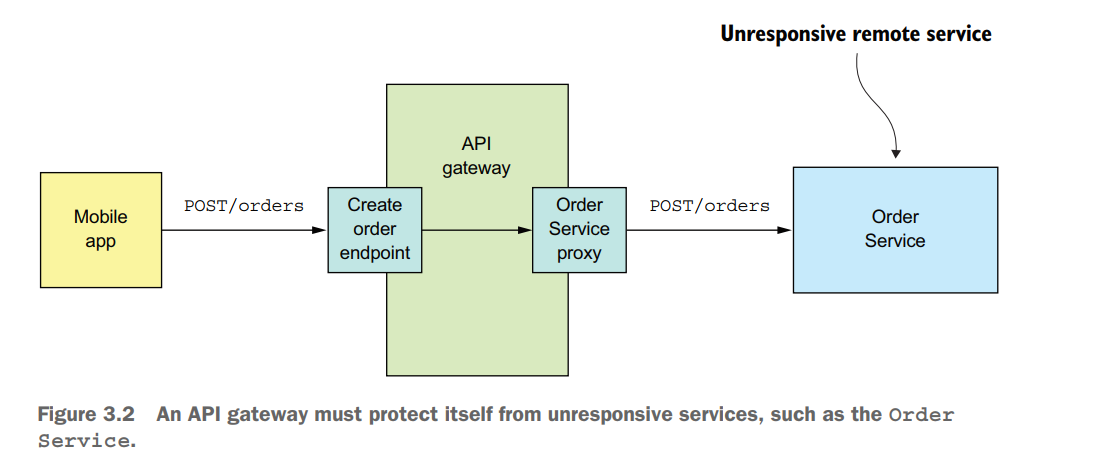 Unresponsive remote service
API
gateway
Mobile
app
POST/orders
Create
order
endpoint
Order
Service
proxy
POST/orders
Order
Service
Figure 3.2 An API gateway must protect itself from unresponsive services, such as the Order
Service.